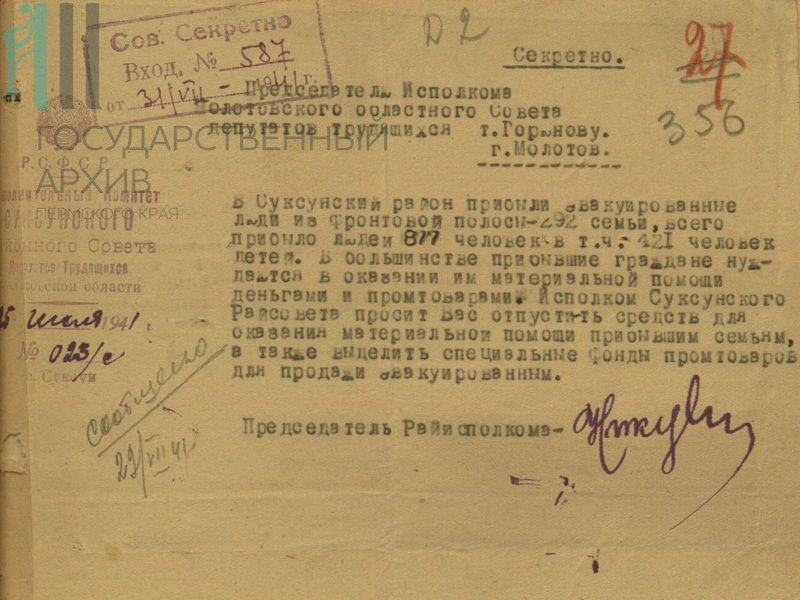 Сов. Секретно
Вход. № 587
от 31/VII - 1941 г.
Д 2
Секретно.
27
356
Председатель Исполкома
Молотовского областного Совета
депутатов трудящихся т.Горюнову.
г.Молотов.
ГОСУДАРСТВЕННЫЙ
АРХИВ
ПЕРМСКОГО КРАЯ
Р.С.Ф.С.Р.
Исполнительный Комитет
СУКСУНСКОГО
Районного Совета
Депутатов Трудящихся
Молотовской области
25 июля 1941 г.
№ 023/с
с. Суксун
В Суксунский район прибыли эвакуированные
люди из фронтовой полосы-292 семьи, всего
прибыло людей 877 человек в т.ч.- 421 человек
детей. В большинстве прибывшие граждане нуж-
даются в оказании им материальной помощи
деньгами и промтоварами. Исполком Суксунского
Райсовета просит Вас отпустить средств для
оказания материальной помощи прибывшим семьям,
а также выделить специальные фонды промтоваров
для продажи эвакуированным.
Председатель Райисполкома-
сообщено
29/VII 41